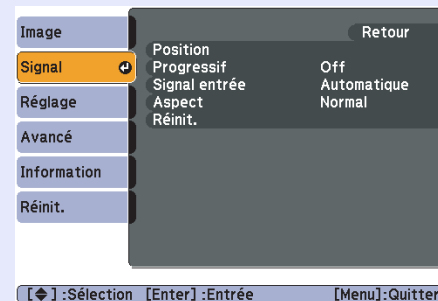 Image
Signal
Réglage
Avancé
Information
Réinit.
Retour
Position
Progressif Off
Signal entrée Automatique
Aspect Normal
Réinit.
[◆] :Sélection [Enter] :Entrée [Menu]:Quitter